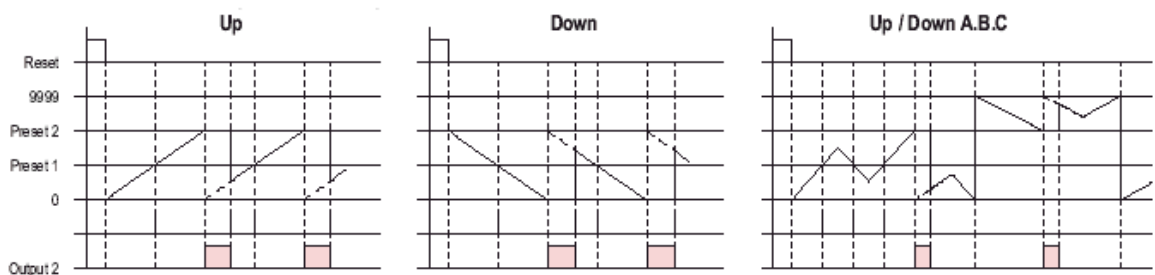 Up
Down
Up / Down A.B.C
Reset
9999
Preset 2
Preset 1
0
Output 2